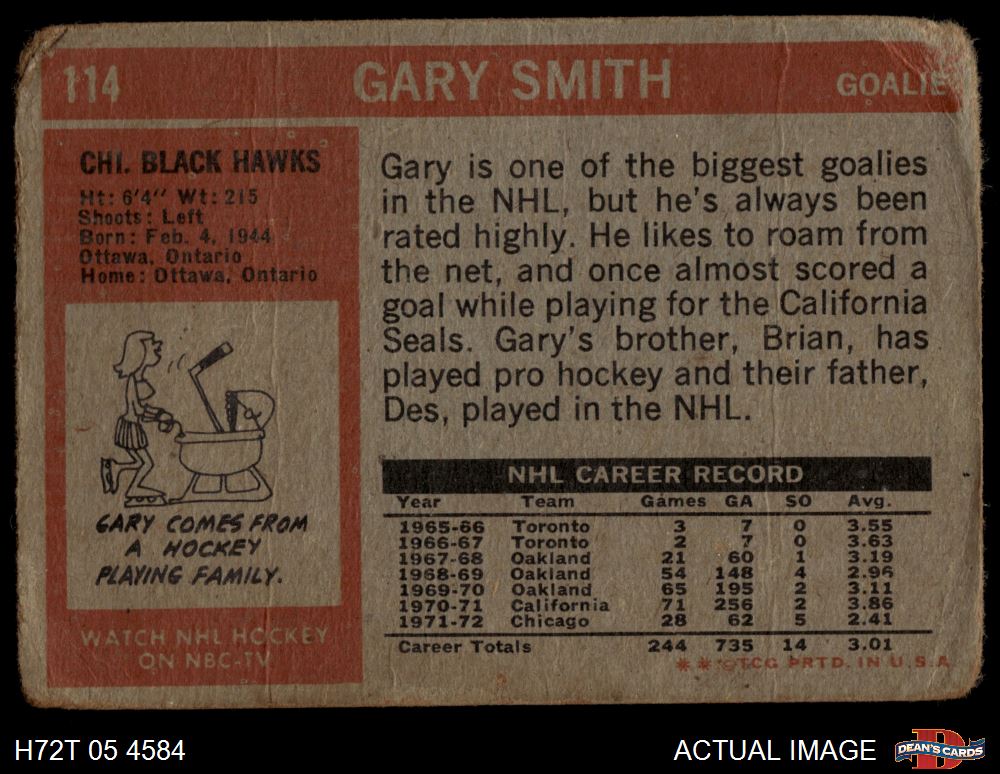 114 GARY SMITH GOALIE
CHI. BLACK HAWKS
Ht: 6'4" Wt: 215
Shoots: Left
Born: Feb. 4, 1944
Ottawa, Ontario
Home: Ottawa, Ontario
GARY COMES FROM
A HOCKEY
PLAYING FAMILY.
WATCH NHL HOCKEY
ON NBC-TV
Gary is one of the biggest goalies
in the NHL, but he's always been
rated highly. He likes to roam from
the net, and once almost scored a
goal while playing for the California
Seals. Gary's brother, Brian, has
played pro hockey and their father,
Des, played in the NHL.
NHL CAREER RECORD
Year Team Games GA SO Avg.
1965-66 Toronto 3 7 0 3.55
1966-67 Toronto 2 7 0 3.63
1967-68 Oakland 21 60 1 3.19
1968-69 Oakland 54 148 4 2.96
1969-70 Oakland 65 195 2 3.11
1970-71 California 71 256 2 3.86
1971-72 Chicago 28 62 5 2.41
Career Totals 244 735 14 3.01
* * ©TCG PRTD. IN U.S.A
H72T 05 4584
ACTUAL IMAGE
D
DEAN'S CARDS